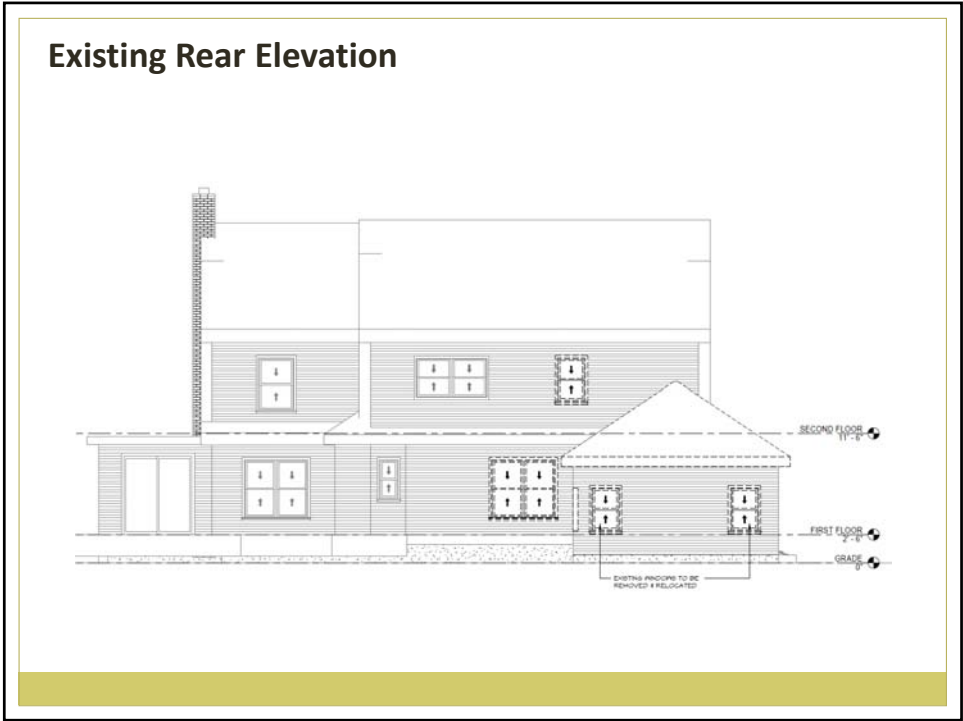 Existing Rear Elevation
SECOND FLOOR
11' - 6"
FIRST FLOOR
2' - 6"
GRADE
0"
EXISTING WINDOWS TO BE
REMOVED & RELOCATED